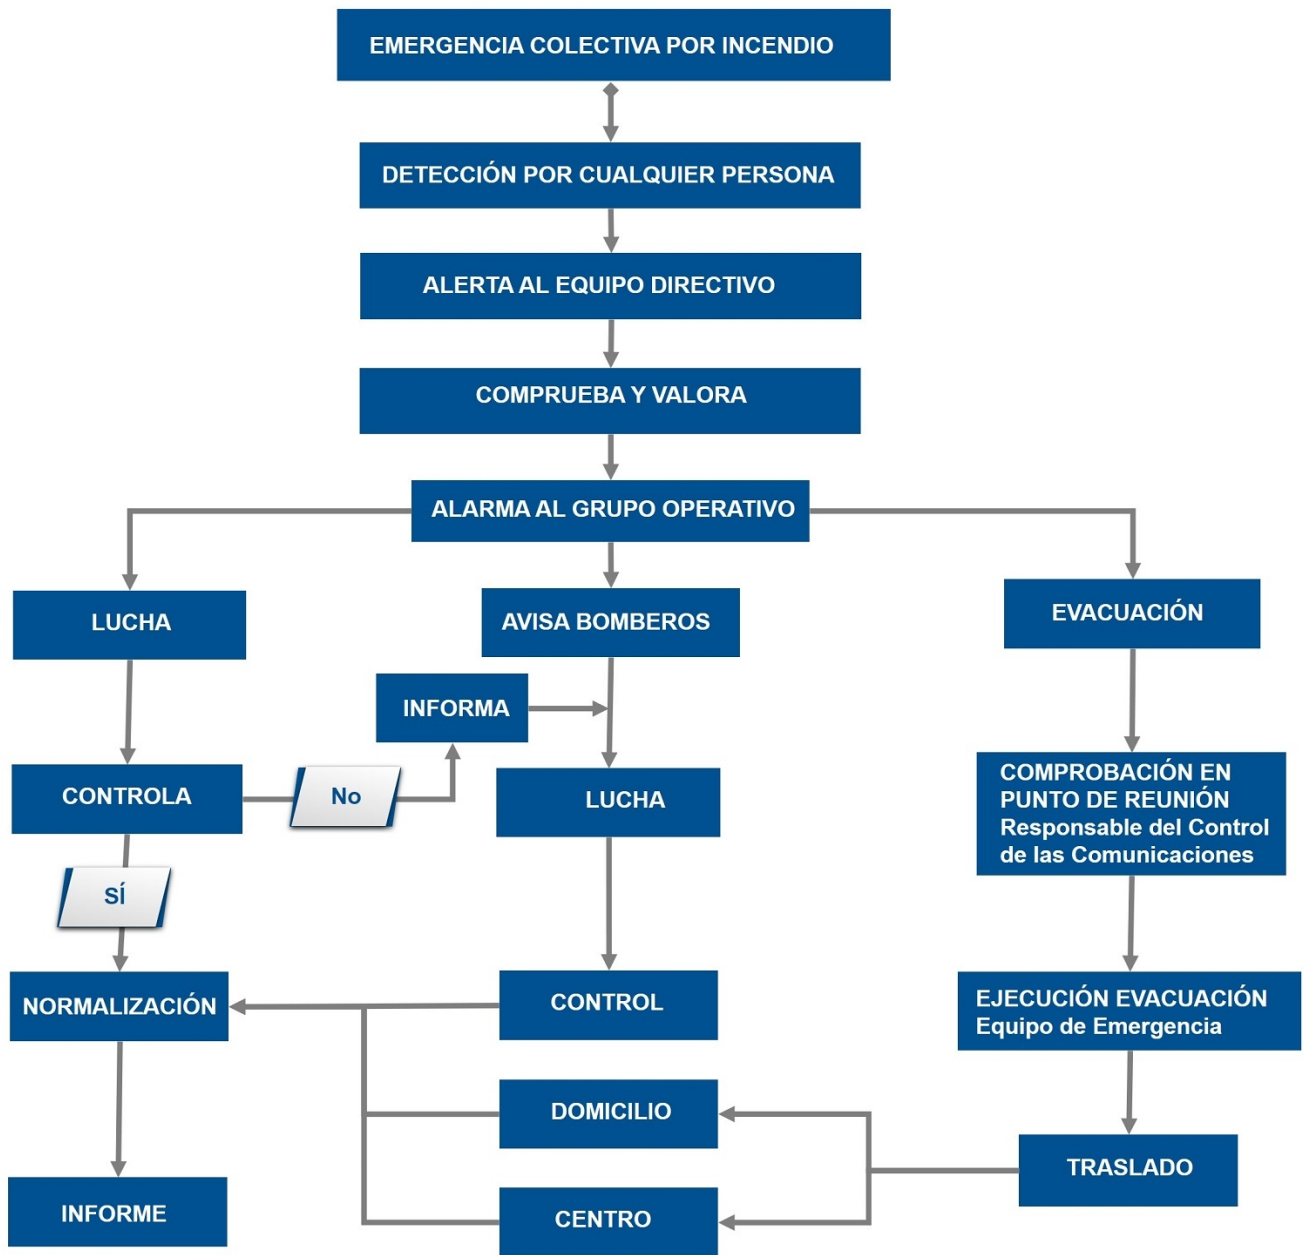 EMERGENCIA COLECTIVA POR INCENDIO
DETECCIÓN POR CUALQUIER PERSONA
ALERTA AL EQUIPO DIRECTIVO
COMPRUEBA Y VALORA
ALARMA AL GRUPO OPERATIVO
LUCHA
AVISA BOMBEROS
EVACUACIÓN
INFORMA
CONTROLA
No
LUCHA
COMPROBACIÓN EN
PUNTO DE REUNIÓN
Responsable del Control
de las Comunicaciones
SÍ
NORMALIZACIÓN
CONTROL
EJECUCIÓN EVACUACIÓN
Equipo de Emergencia
DOMICILIO
TRASLADO
INFORME
CENTRO